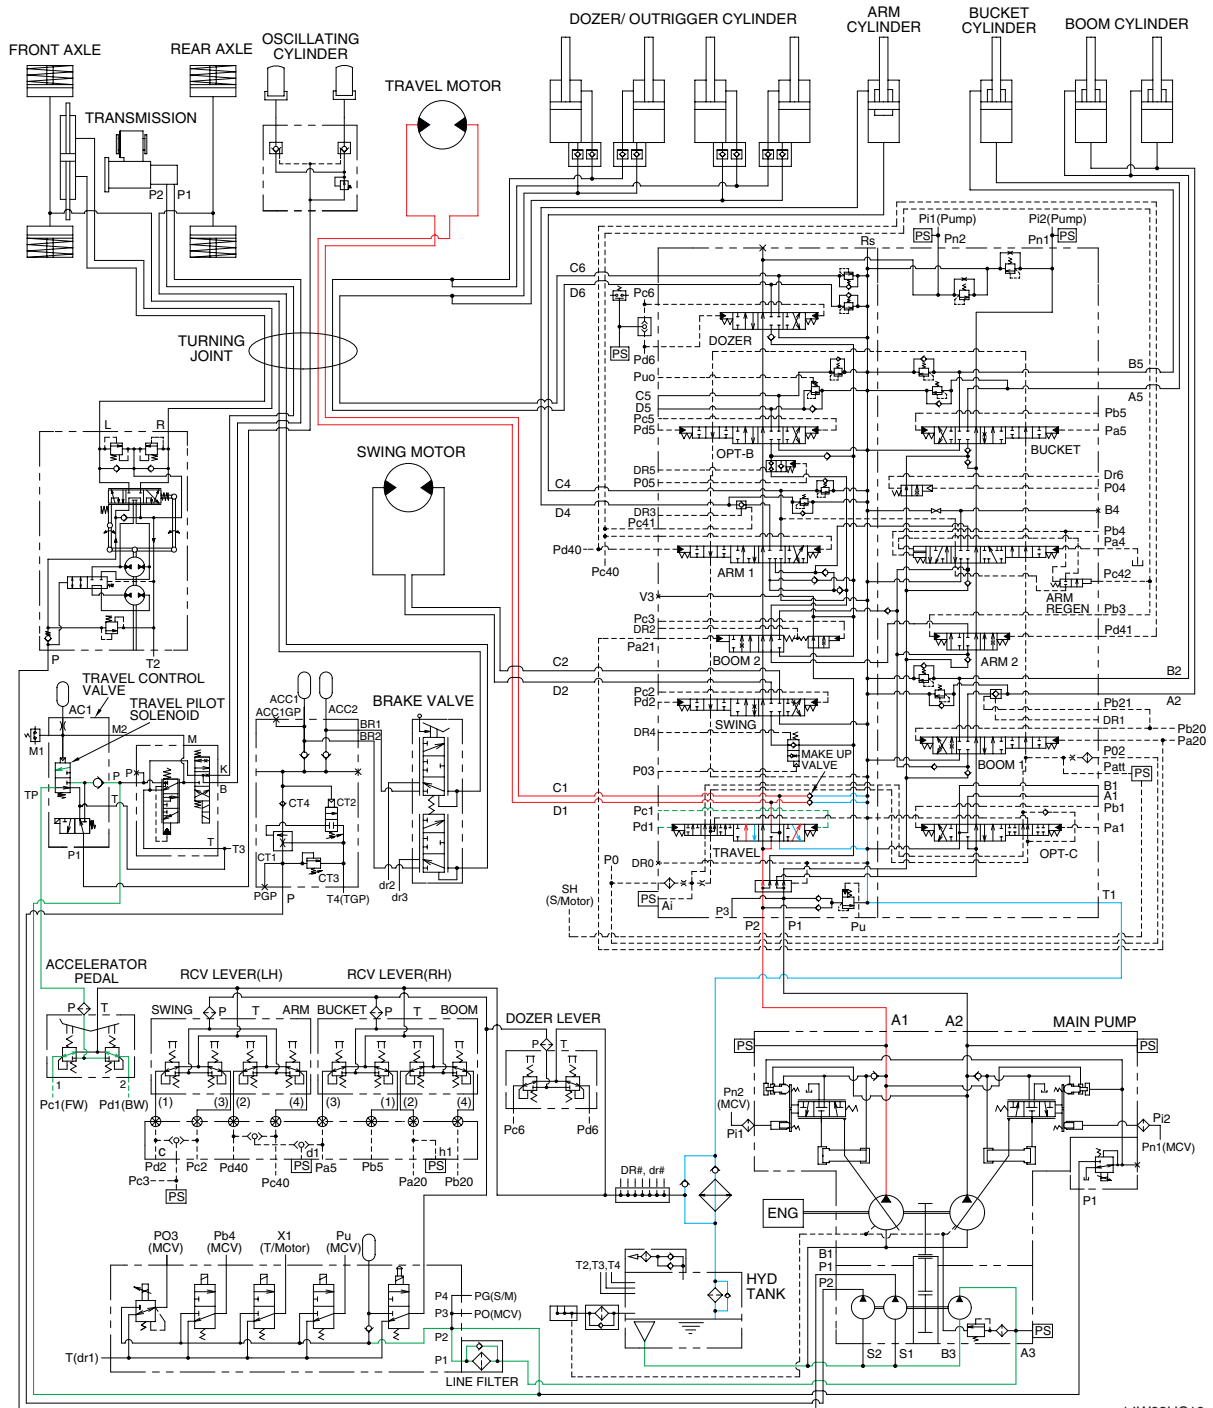 DOZER/ OUTRIGGER CYLINDER
ARM CYLINDER
BUCKET CYLINDER
BOOM CYLINDER
FRONT AXLE
REAR AXLE
OSCILLATING CYLINDER
TRAVEL MOTOR
TRANSMISSION
P2 P1
TURNING JOINT
Pi1(Pump)
Pi2(Pump)
PS Pn2
Pn1 PS
Rs
C6
D6
Pc6
PS
Pd6
DOZER
Puo
C5
D5
Pc5
Pd5
OPT-B
B5
A5
Pb5
Pa5
BUCKET
L R
SWING MOTOR
DR5
P05
C4
D4
DR3
Pc41
Pd40
Pc40
ARM 1
Dr6
P04
B4
Pb4
Pa4
Pc42
ARM REGEN
V3
Pc3
DR2
Pa21
BOOM 2
Pb3
Pd41
ARM 2
P
T2
C2
D2
Pc2
Pd2
SWING
B2
A2
Pb21
DR1
Pb20
Pa20
TRAVEL CONTROL VALVE
TRAVEL PILOT SOLENOID
AC1
M2
M1
M
K
B
P
P
TP
T
T
T3
P1
ACC1
ACC1GP
ACC2
BR1
BR2
BRAKE VALVE
CT4
CT2
CT1
CT3
PGP
P
T4(TGP)
dr2
dr3
DR4
P03
MAKE UP VALVE
BOOM 1
P02
Patt
PS
C1
D1
Pc1
Pd1
TRAVEL
B1
A1
Pb1
Pa1
OPT-C
P0
DR0
SH (S/Motor)
PS Ai
P3
P2
P1
Pu
T1
ACCELERATOR PEDAL
P T
1 2
Pc1(FW) Pd1(BW)
RCV LEVER(LH)
RCV LEVER(RH)
SWING P T ARM
BUCKET P T BOOM
(1) (3) (2) (4)
(3) (1) (2) (4)
C
d1
h1
PS
PS
Pd2 Pc2 Pd40 Pa5 Pb5 Pa20 Pb20
Pc3
Pc40
PS
DOZER LEVER
P T
Pc6 Pd6
A1 A2
MAIN PUMP
PS
PS
Pn2 (MCV)
Pi1
Pi2
Pn1(MCV)
P1
DR#, dr#
ENG
B1
P1
P2
S2 S1 B3 A3
PS
T2,T3,T4
HYD TANK
PO3 (MCV)
Pb4 (MCV)
X1 (T/Motor)
Pu (MCV)
P4 PG(S/M)
P3 PO(MCV)
P2
P1
T(dr1)
LINE FILTER